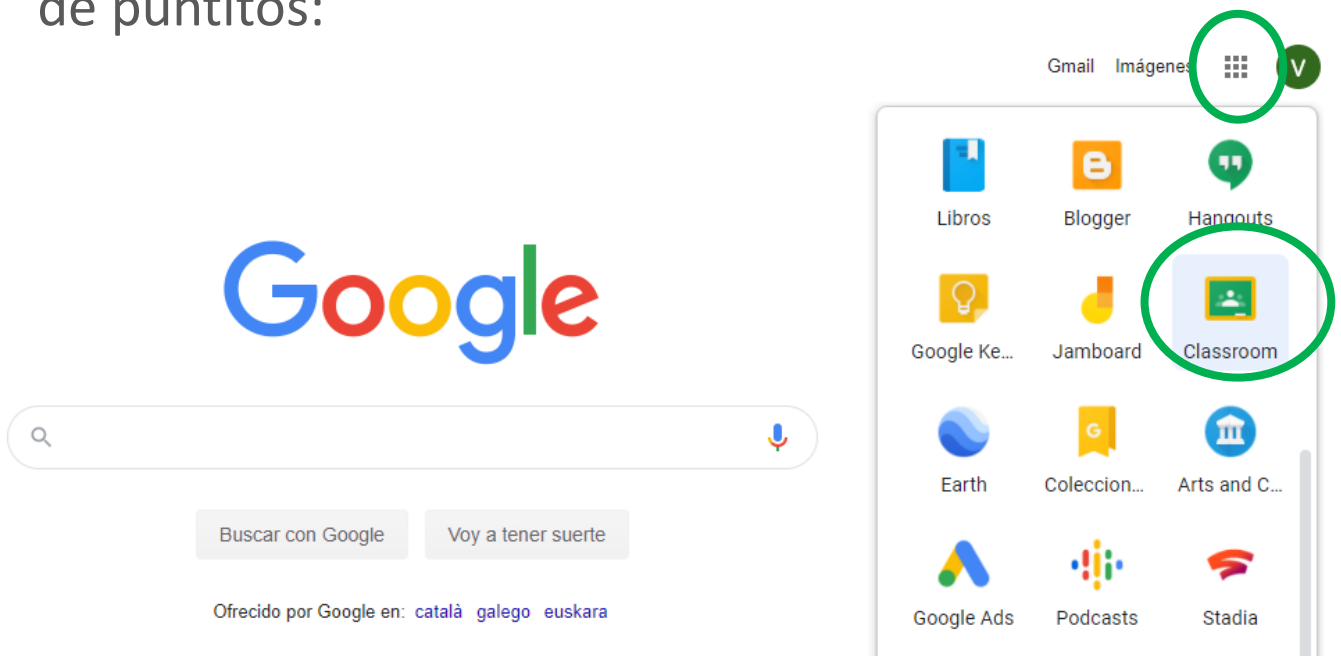 de puntitos:
Gmail Imágenes
V
Libros Blogger Hangouts
Google
Google Ke... Jamboard Classroom
Earth Coleccion... Arts and C...
Buscar con Google Voy a tener suerte
Ofrecido por Google en: català galego euskara
Google Ads Podcasts Stadia